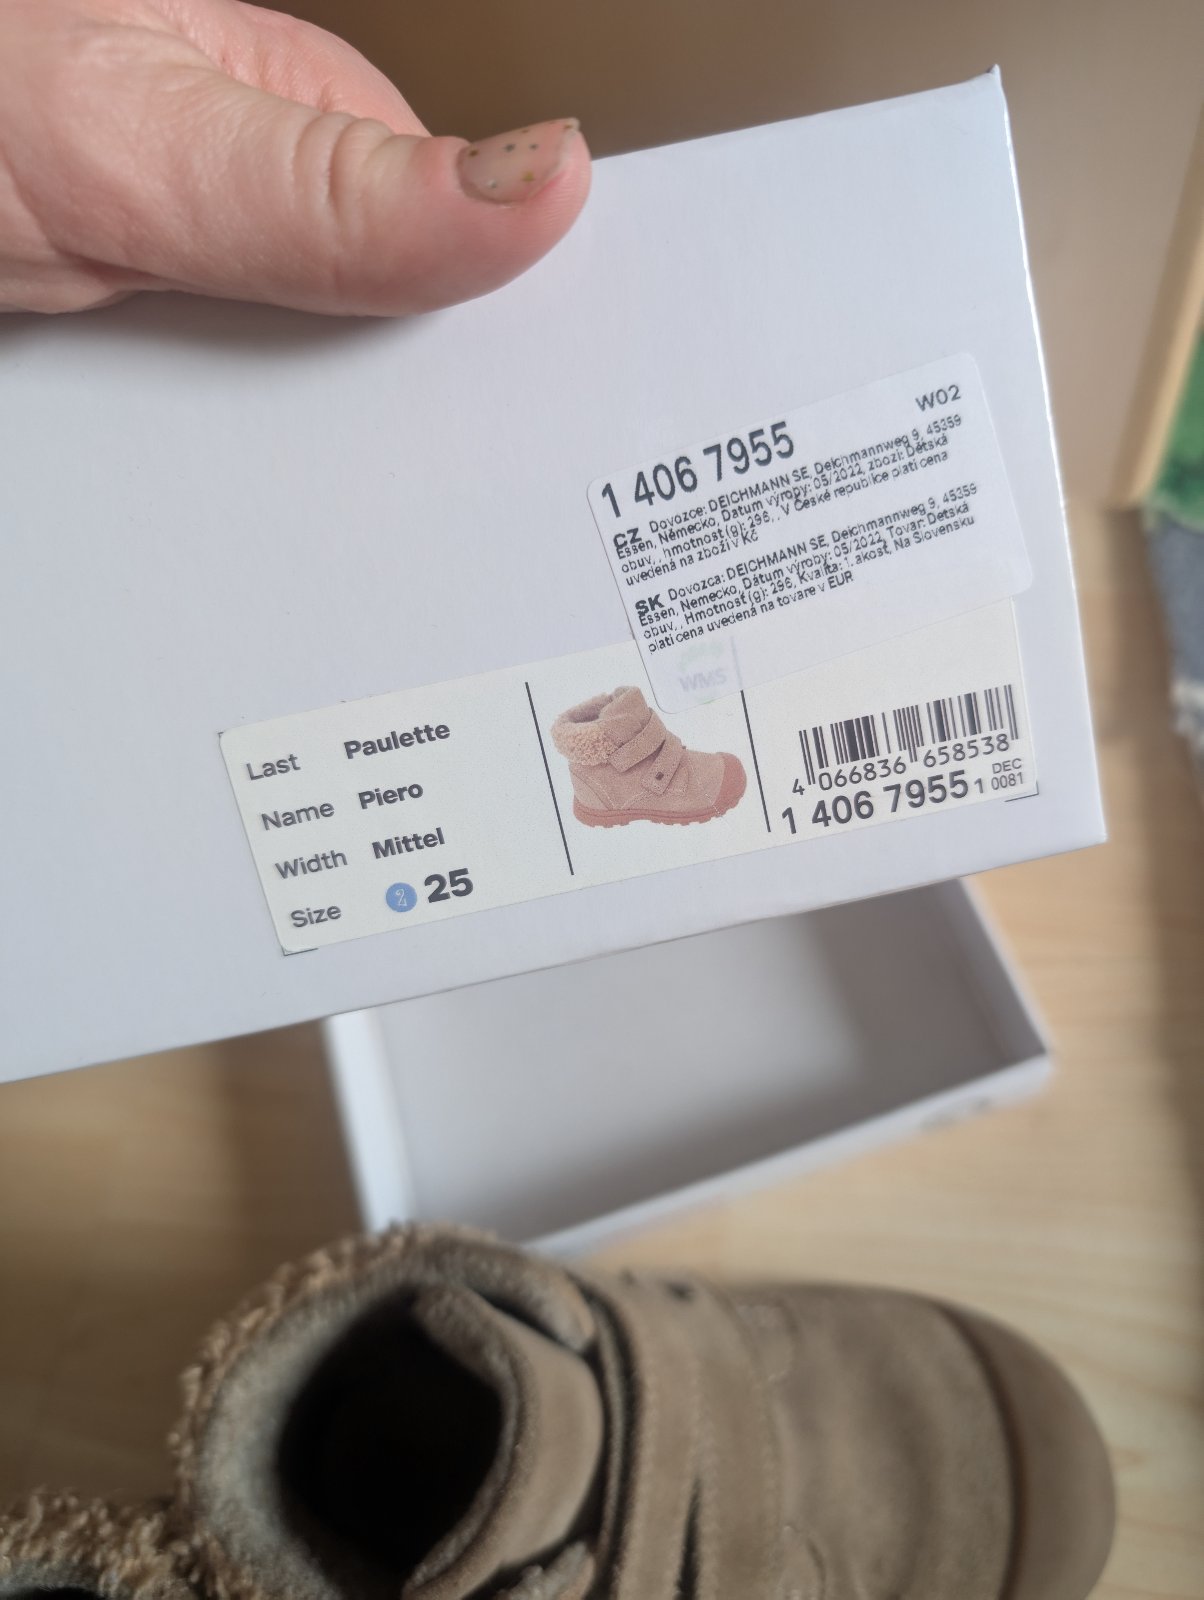 W02
1 406 7955
CZ Dovozce: DEICHMANN SE, Deichmannweg 9, 45359
Essen, Německo, Datum výroby: 05/2022, zboží: Dětská
obuv, , hmotnost (g): 296, , V České republice platí cena
uvedená na zboží v Kč
SK Dovozca: DEICHMANN SE, Deichmannweg 9, 45359
Essen, Nemecko, Dátum výroby: 05/2022, Tovar: Detská
obuv, , Hmotnosť (g): 296, Kvalita: 1. akosť, Na Slovensku
platí cena uvedená na tovare v EUR
WMS
Last Paulette
Name Piero
Width Mittel
Size 2 25
4 066836 658538
1 406 7955 1 DEC 0081